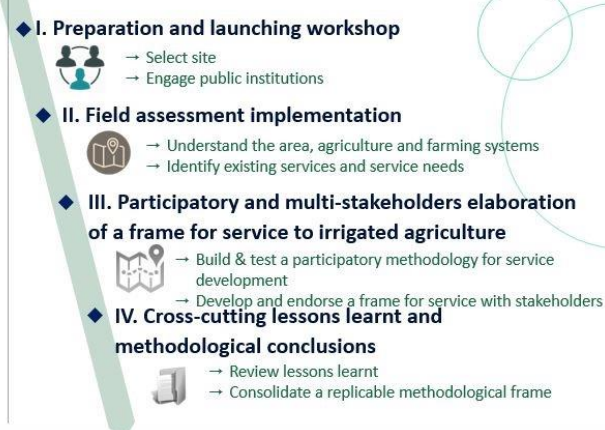 ◆ I. Preparation and launching workshop
→ Select site
→ Engage public institutions
◆ II. Field assessment implementation
→ Understand the area, agriculture and farming systems
→ Identify existing services and service needs
◆ III. Participatory and multi-stakeholders elaboration
of a frame for service to irrigated agriculture
→ Build & test a participatory methodology for service
development
→ Develop and endorse a frame for service with stakeholders
◆ IV. Cross-cutting lessons learnt and
methodological conclusions
→ Review lessons learnt
→ Consolidate a replicable methodological frame